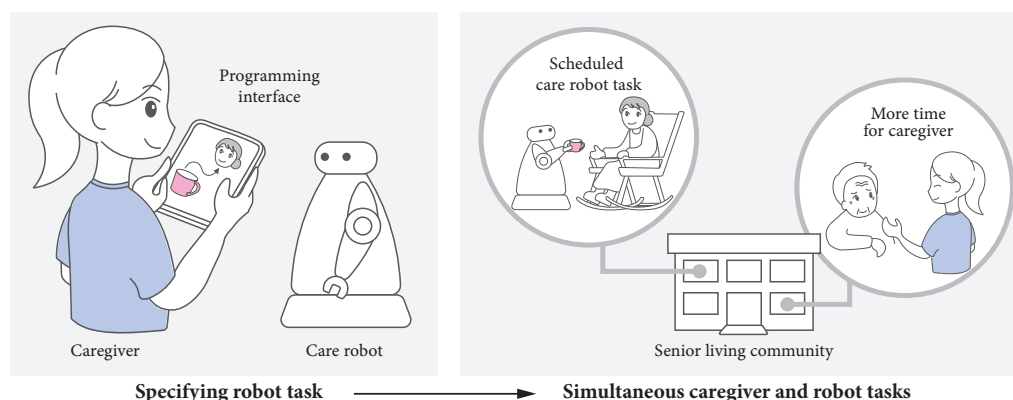 Programming
interface
Caregiver
Care robot
Scheduled
care robot task
More time
for caregiver
Senior living community
Specifying robot task
Simultaneous caregiver and robot tasks